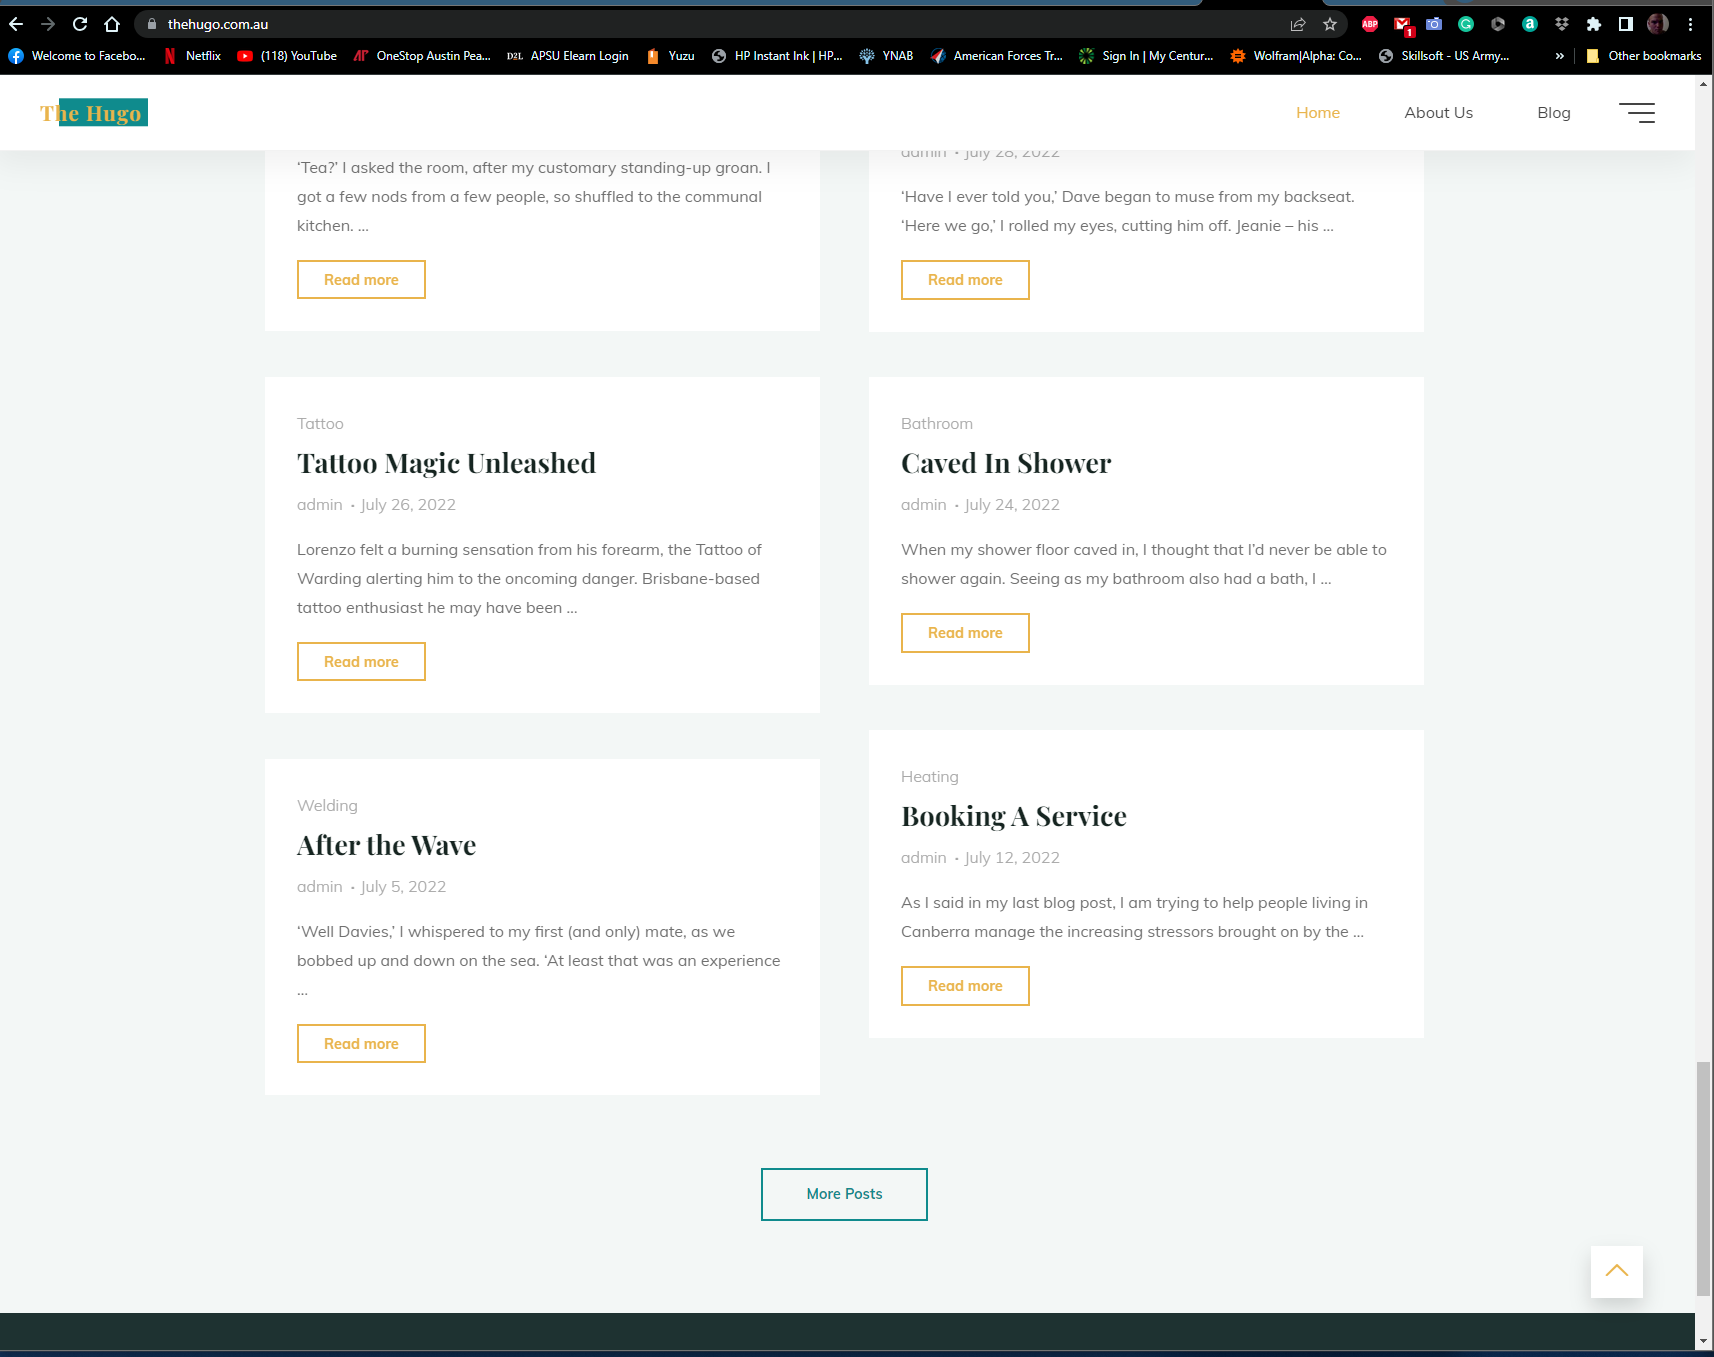 thehugo.com.au
ABP
1
Welcome to Facebo...
Netflix
(118) YouTube
OneStop Austin Pea...
D2L APSU Elearn Login
Yuzu
HP Instant Ink | HP...
YNAB
American Forces Tr...
Sign In | My Centur...
Wolfram|Alpha: Co...
Skillsoft - US Army...
»
Other bookmarks
The Hugo
Home
About Us
Blog
‘Tea?’ I asked the room, after my customary standing-up groan. I
got a few nods from a few people, so shuffled to the communal
kitchen. …
Read more
admin · July 28, 2022
‘Have I ever told you,’ Dave began to muse from my backseat.
‘Here we go,’ I rolled my eyes, cutting him off. Jeanie – his …
Read more
Tattoo
Tattoo Magic Unleashed
admin · July 26, 2022
Lorenzo felt a burning sensation from his forearm, the Tattoo of
Warding alerting him to the oncoming danger. Brisbane-based
tattoo enthusiast he may have been …
Read more
Bathroom
Caved In Shower
admin · July 24, 2022
When my shower floor caved in, I thought that I’d never be able to
shower again. Seeing as my bathroom also had a bath, I …
Read more
Welding
After the Wave
admin · July 5, 2022
‘Well Davies,’ I whispered to my first (and only) mate, as we
bobbed up and down on the sea. ‘At least that was an experience
…
Read more
Heating
Booking A Service
admin · July 12, 2022
As I said in my last blog post, I am trying to help people living in
Canberra manage the increasing stressors brought on by the …
Read more
More Posts